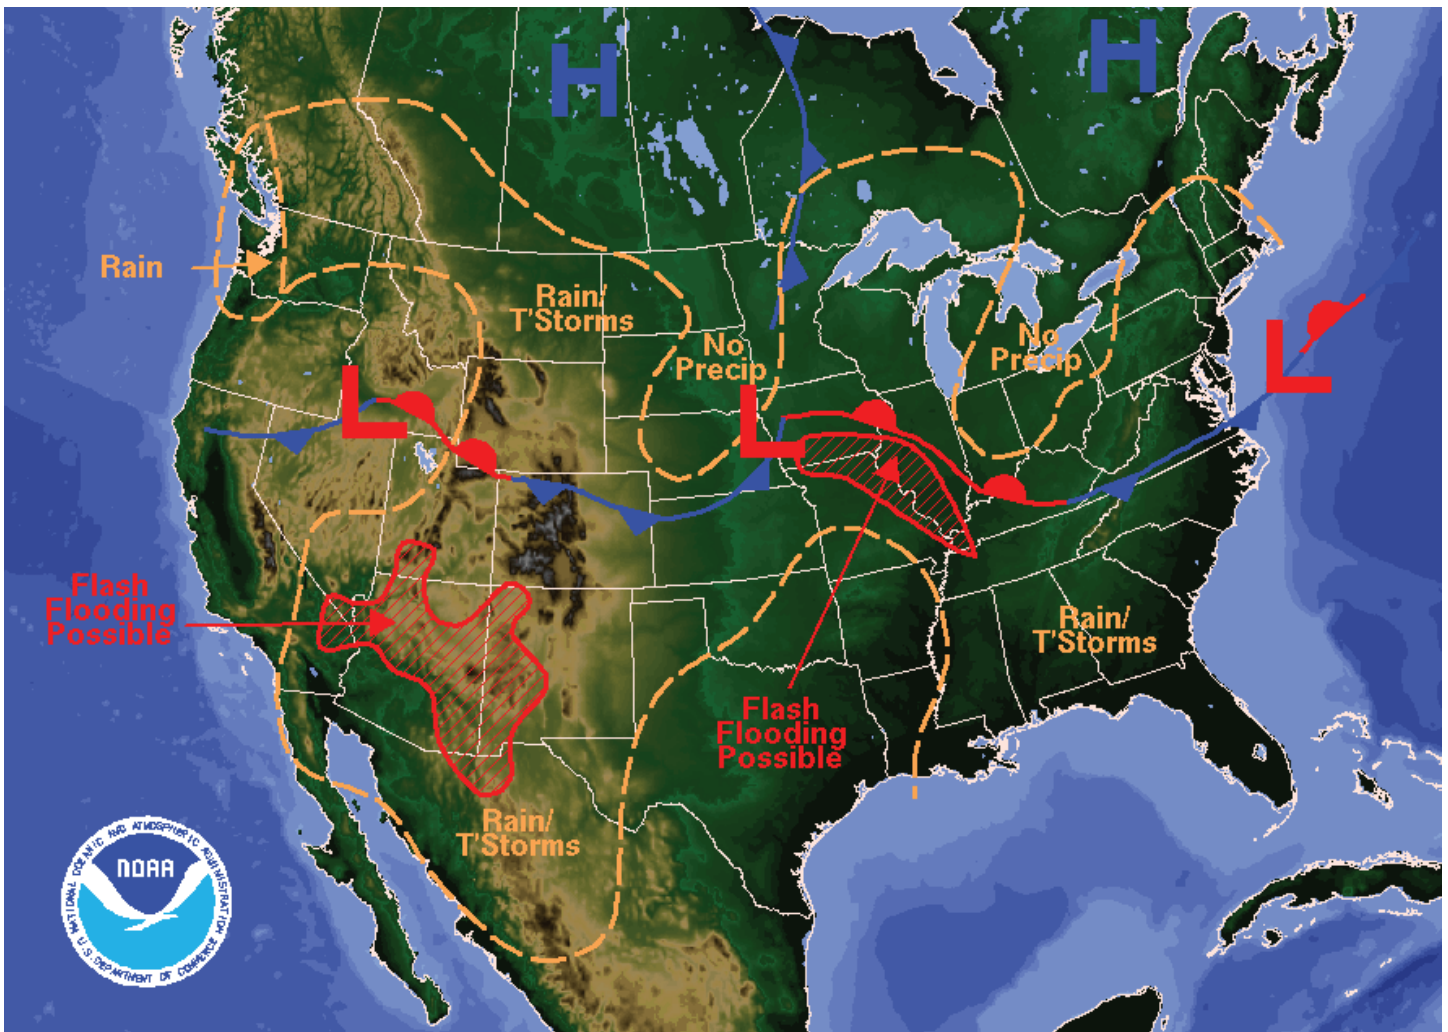 H
H
Rain
Rain/
T'Storms
No
Precip
No
Precip
L
L
L
Flash
Flooding
Possible
Rain/
T'Storms
Flash
Flooding
Possible
Rain/
T'Storms
NATIONAL OCEANIC AND ATMOSPHERIC ADMINISTRATION
NOAA
U.S. DEPARTMENT OF COMMERCE